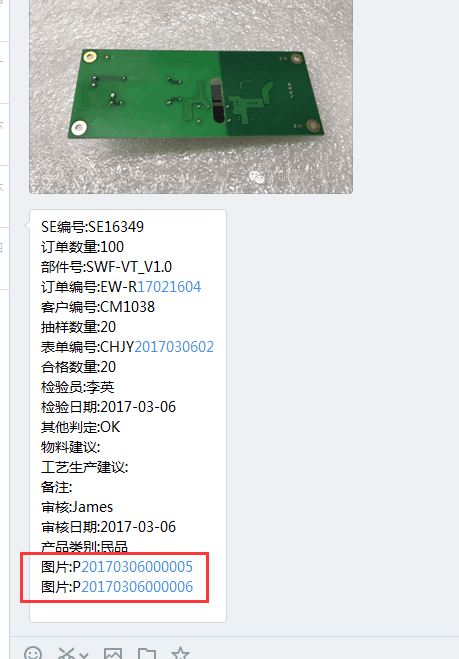 SE编号:SE16349
订单数量:100
部件号:SWF-VT_V1.0
订单编号:EW-R17021604
客户编号:CM1038
抽样数量:20
表单编号:CHJY2017030602
合格数量:20
检验员:李英
检验日期:2017-03-06
其他判定:OK
物料建议:
工艺生产建议:
备注:
审核:James
审核日期:2017-03-06
产品类别:民品
图片:P20170306000005
图片:P20170306000006